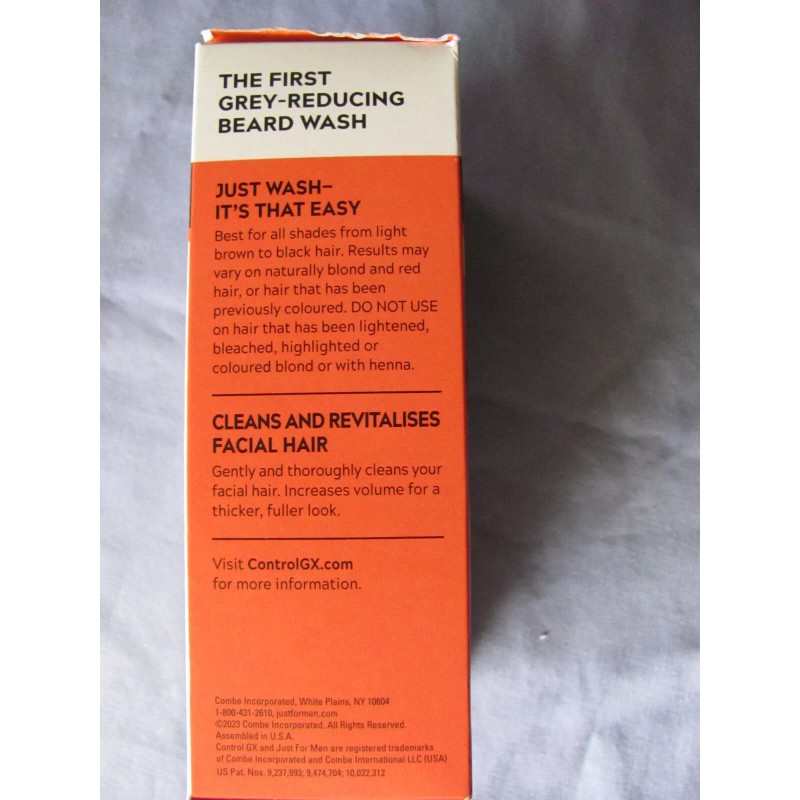 THE FIRST
GREY-REDUCING
BEARD WASH
JUST WASH–
IT'S THAT EASY
Best for all shades from light
brown to black hair. Results may
vary on naturally blond and red
hair, or hair that has been
previously coloured. DO NOT USE
on hair that has been lightened,
bleached, highlighted or
coloured blond or with henna.
CLEANS AND REVITALISES
FACIAL HAIR
Gently and thoroughly cleans your
facial hair. Increases volume for a
thicker, fuller look.
Visit ControlGX.com
for more information.
Combe Incorporated, White Plains, NY 10604
1-800-431-2610, justformen.com
©2023 Combe Incorporated. All Rights Reserved.
Assembled in U.S.A.
Control GX and Just For Men are registered trademarks
of Combe Incorporated and Combe International LLC (USA)
US Pat. Nos. 9,237,993; 9,474,704; 10,022,312